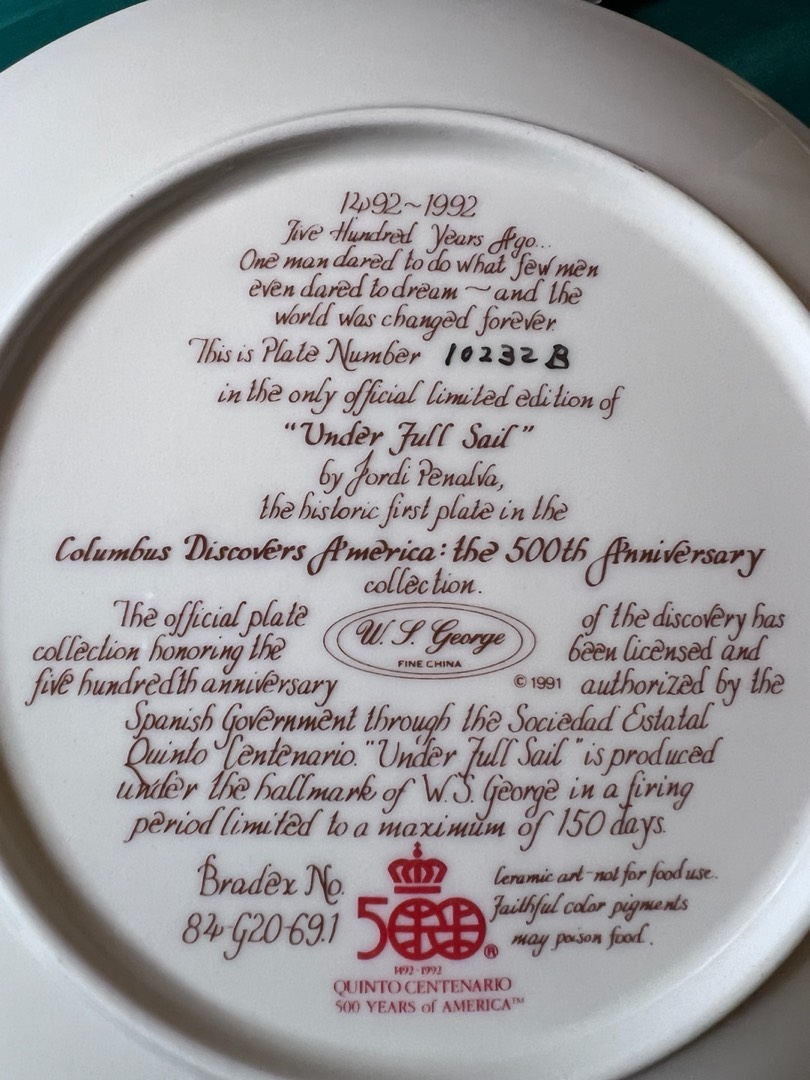 1492~1992
Five Hundred Years Ago...
One man dared to do what few men
even dared to dream ~ and the
world was changed forever.
This is Plate Number 10232B
in the only official limited edition of
"Under Full Sail"
by Jordi Penalva,
the historic first plate in the
Columbus Discovers America: the 500th Anniversary
collection.
The official plate
collection honoring the
five hundredth anniversary
W. S. George
FINE CHINA
© 1991
of the discovery has
been licensed and
authorized by the
Spanish Government through the Sociedad Estatal
Quinto Centenario. "Under Full Sail" is produced
under the hallmark of W.S. George in a firing
period limited to a maximum of 150 days.
Bradex No.
84-G20-69.1
500®
1492-1992
QUINTO CENTENARIO
500 YEARS of AMERICA™
Ceramic art-not for food use.
Faithful color pigments
may poison food.